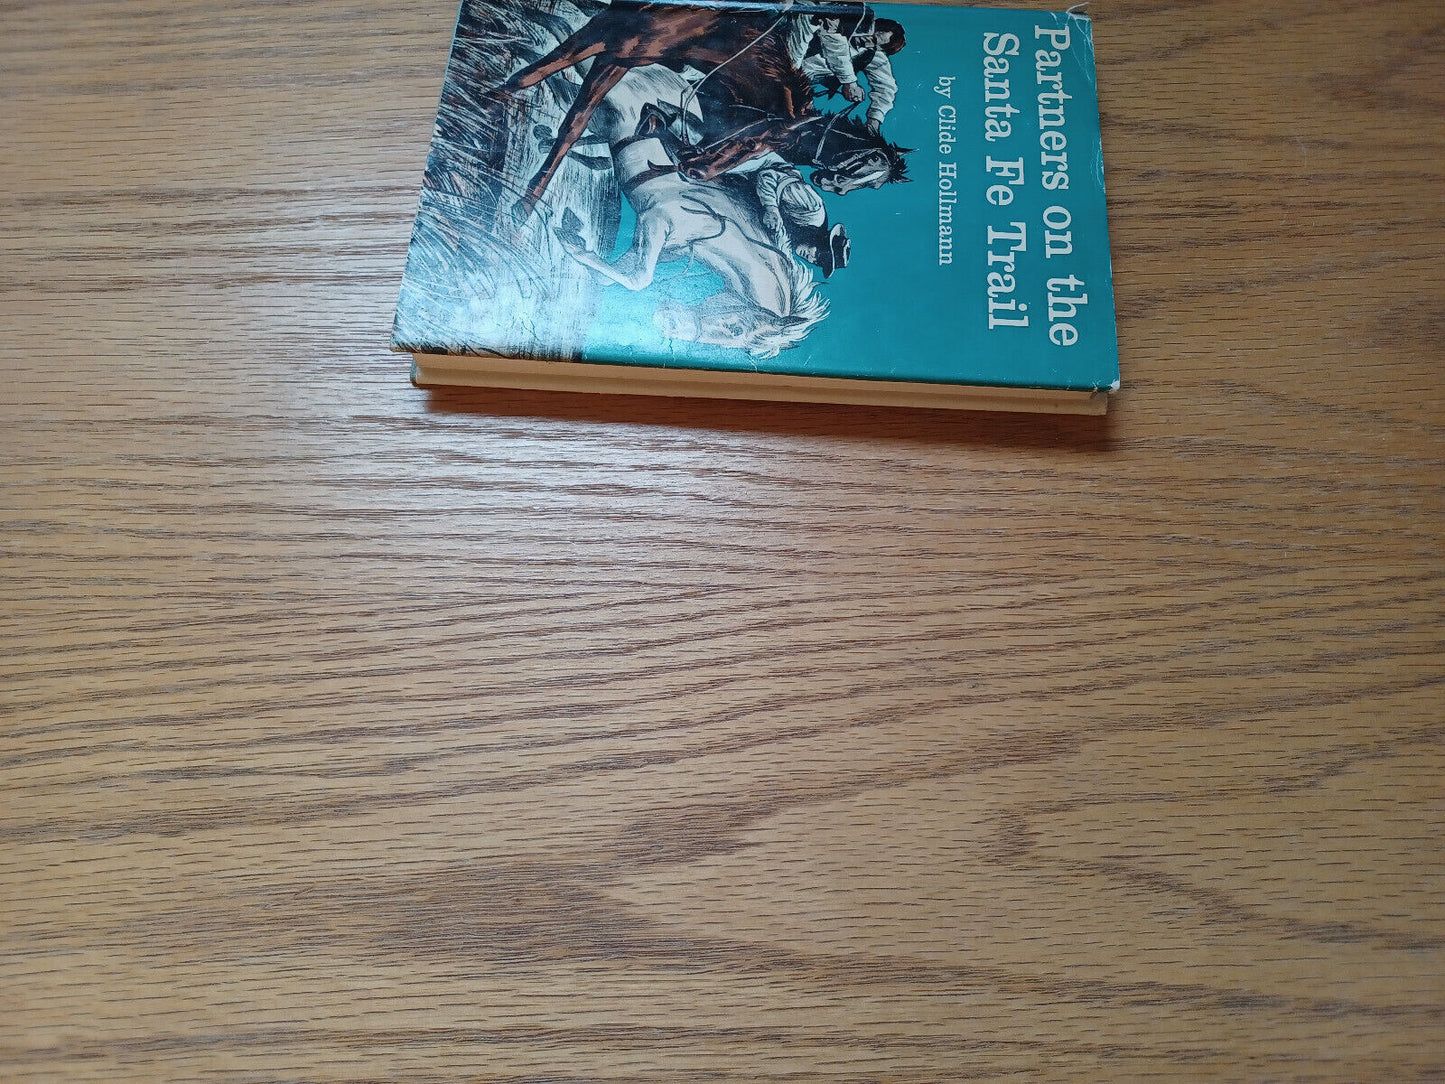 Partners on the
Santa Fe Trail
by Clide Hollmann